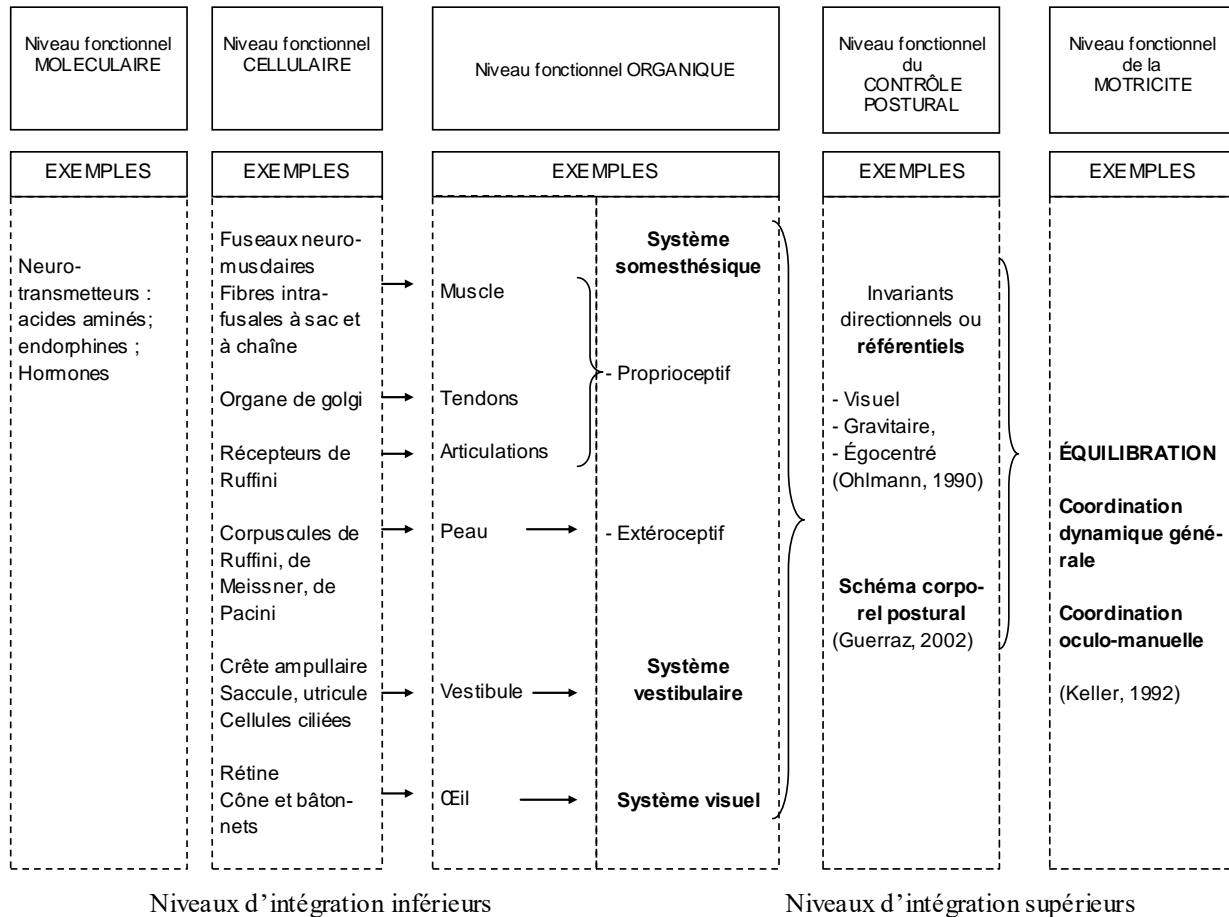 Niveau fonctionnel
MOLECULAIRE
Niveau fonctionnel
CELLULAIRE
Niveau fonctionnel ORGANIQUE
Niveau fonctionnel
du
CONTRÔLE
POSTURAL
Niveau fonctionnel
de la
MOTRICITE
EXEMPLES
EXEMPLES
EXEMPLES
EXEMPLES
EXEMPLES
Neuro-
transmetteurs :
acides aminés;
endorphines ;
Hormones
Fuseaux neuro-
musclaires
Fibres intra-
fusales à sac et
à chaîne
Organe de golgi
Récepteurs de
Ruffini
Corpuscules de
Ruffini, de
Meissner, de
Pacini
Crête ampullaire
Saccule, utricule
Cellules ciliées
Rétine
Cône et bâton-
nets
Muscle
Tendons
Articulations
Peau
Vestibule
Œil
Système
somesthésique
- Proprioceptif
- Extéroceptif
Système
vestibulaire
Système visuel
Invariants
directionnels ou
référentiels
- Visuel
- Gravitaire,
- Égocentré
(Ohlmann, 1990)
Schéma corpo-
rel postural
(Guerraz, 2002)
ÉQUILIBRATION
Coordination
dynamique géné-
rale
Coordination
oculo-manuelle
(Keller, 1992)
Niveaux d’intégration inférieurs
Niveaux d’intégration supérieurs